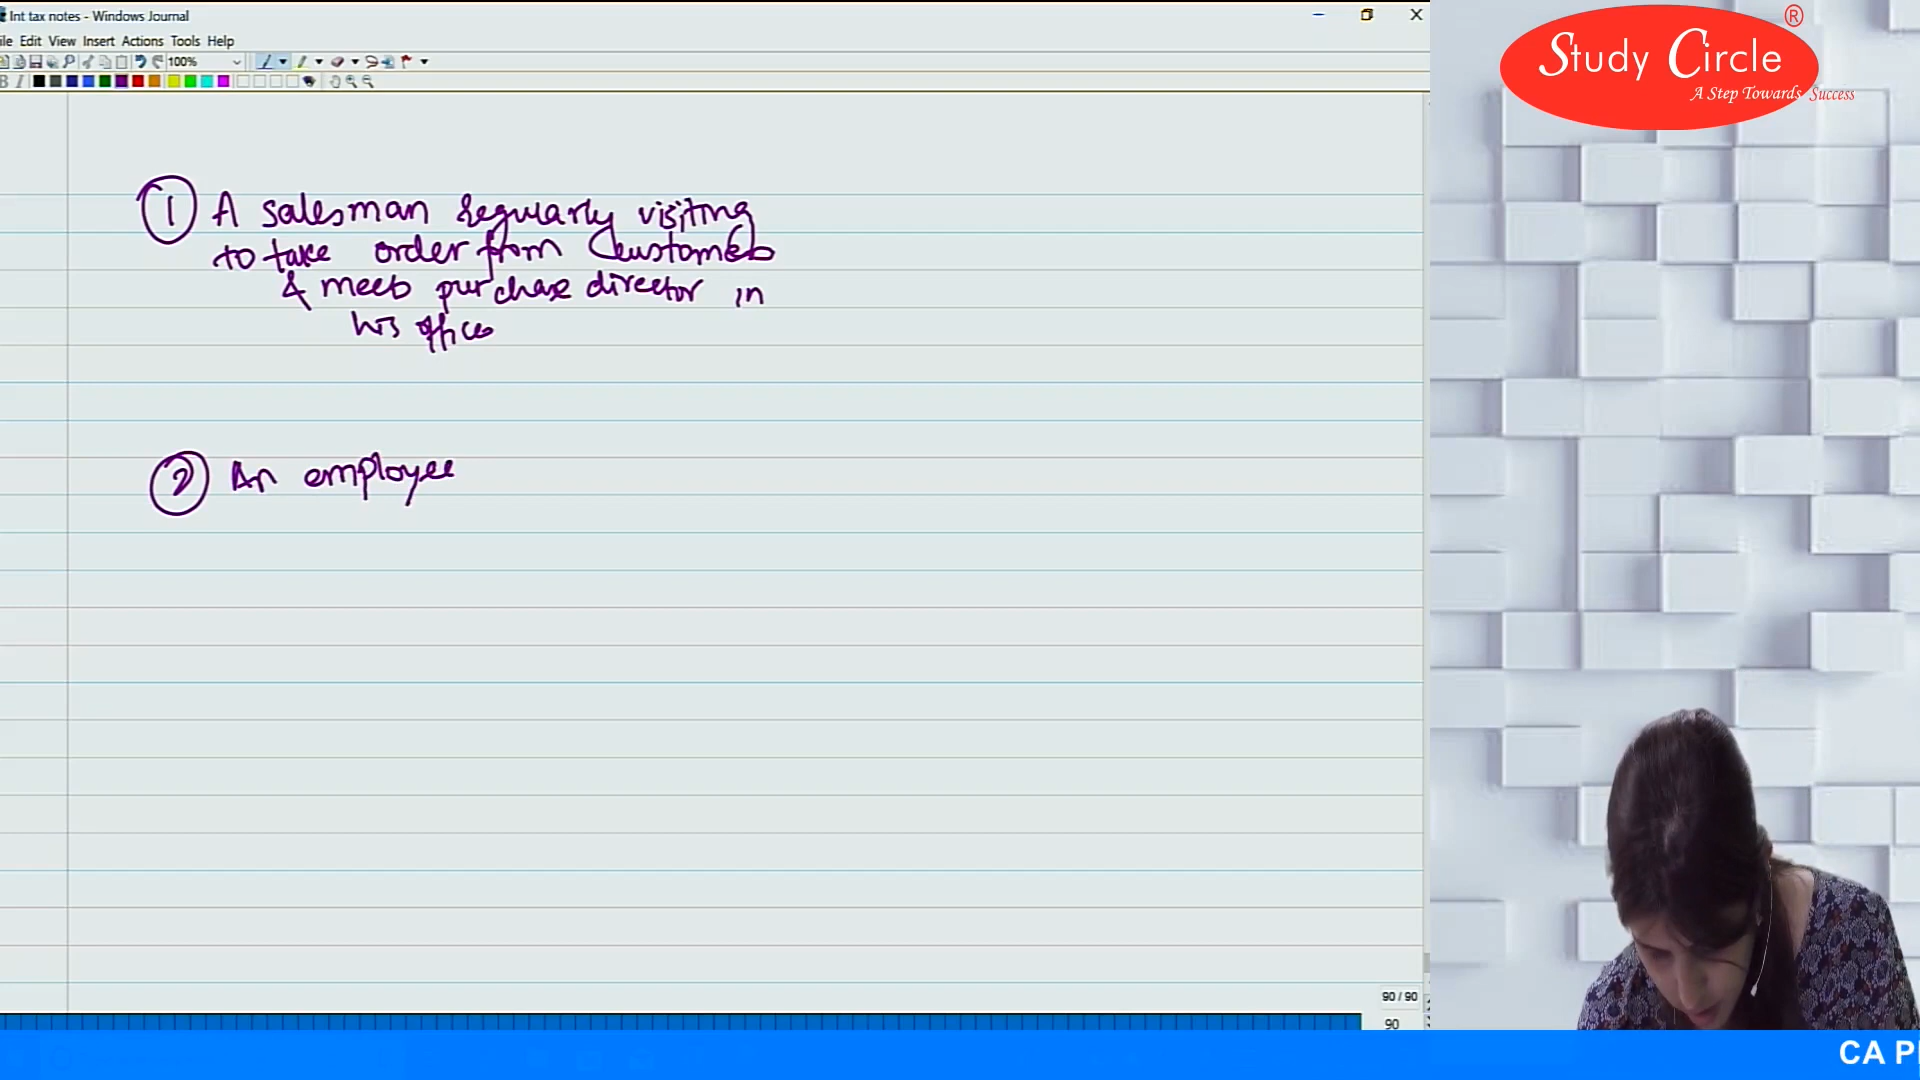 Int tax notes - Windows Journal
ile Edit View Insert Actions Tools Help
100%
B I
① A salesman regularly visiting
to take order from customers
& meets purchase director in
his office
② An employee
90 / 90
90
Study Circle ®
A Step Towards Success
CA P